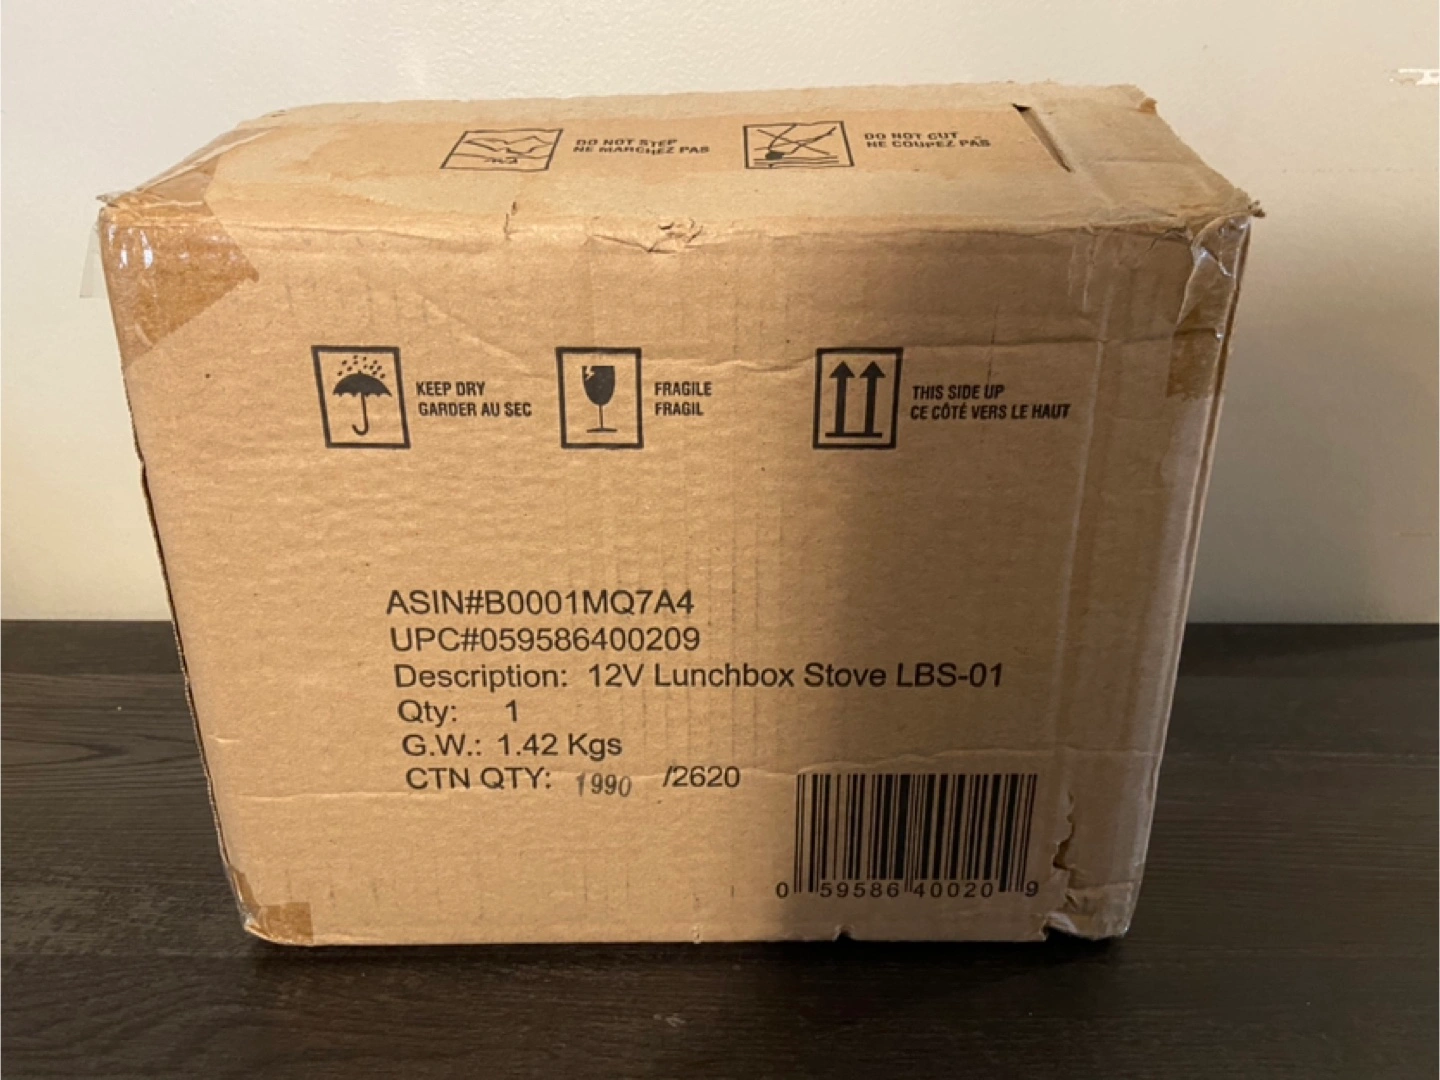 DO NOT STEP
NE MARCHEZ PAS
DO NOT CUT
NE COUPEZ PAS
KEEP DRY
GARDER AU SEC
FRAGILE
FRAGIL
THIS SIDE UP
CE CÔTÉ VERS LE HAUT
ASIN#B0001MQ7A4
UPC#059586400209
Description: 12V Lunchbox Stove LBS-01
Qty: 1
G.W.: 1.42 Kgs
CTN QTY: 1990 /2620
0 59586 40020 9